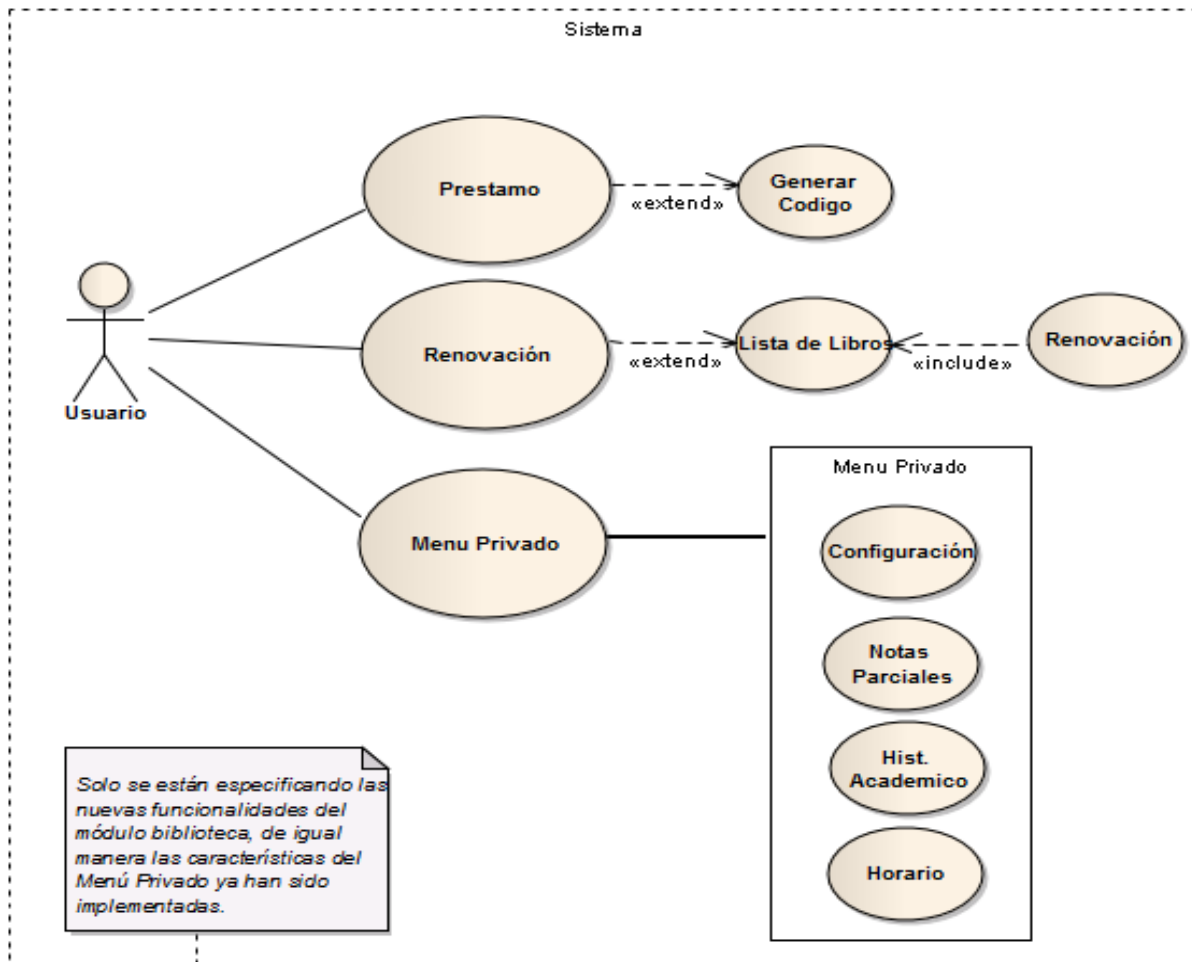 Sistema
Prestamo
«extend»
Generar
Codigo
Usuario
Renovación
«extend»
Lista de Libros
«include»
Renovación
Menu Privado
Menu Privado
Configuración
Notas
Parciales
Hist.
Academico
Horario
Solo se están especificando las
nuevas funcionalidades del
módulo biblioteca, de igual
manera las características del
Menú Privado ya han sido
implementadas.